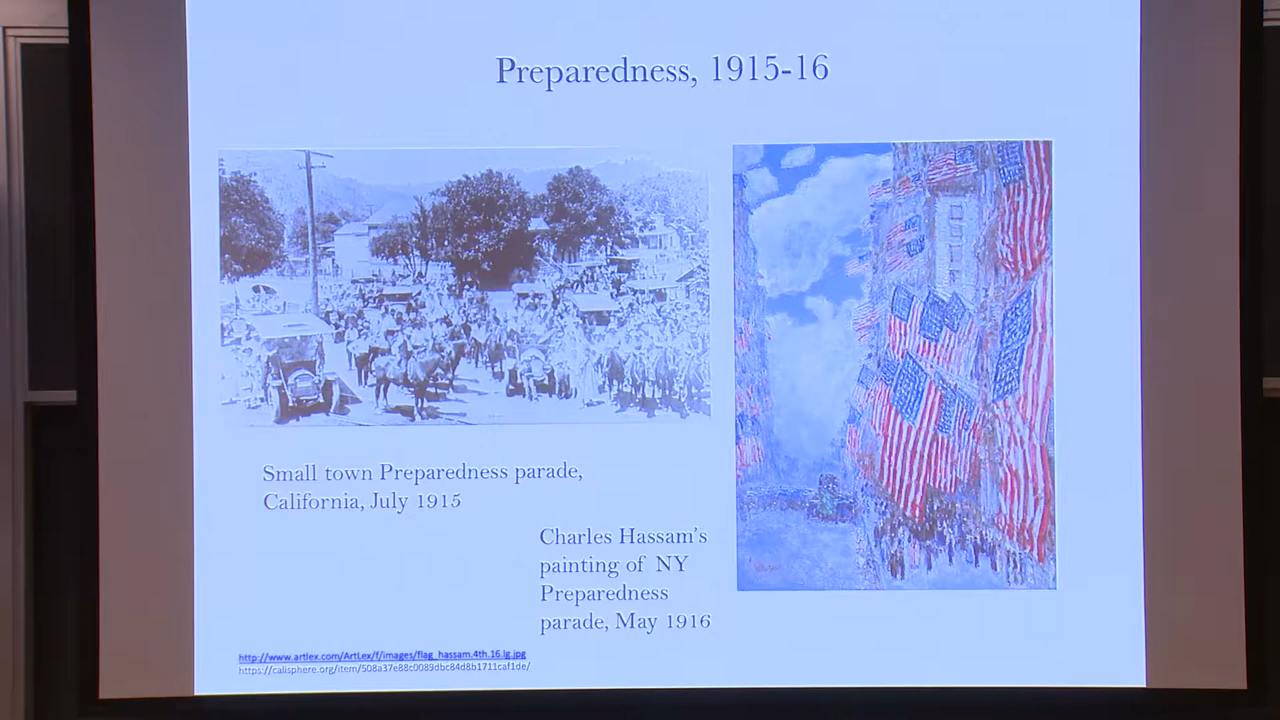 Preparedness, 1915-16
Small town Preparedness parade,
California, July 1915
Charles Hassam's
painting of NY
Preparedness
parade, May 1916
http://www.artlex.com/ArtLex/f/images/flag_hassam.4th.16.lg.jpg
https://calisphere.org/item/508a37e88c0089dbc84d8b1711caf1de/